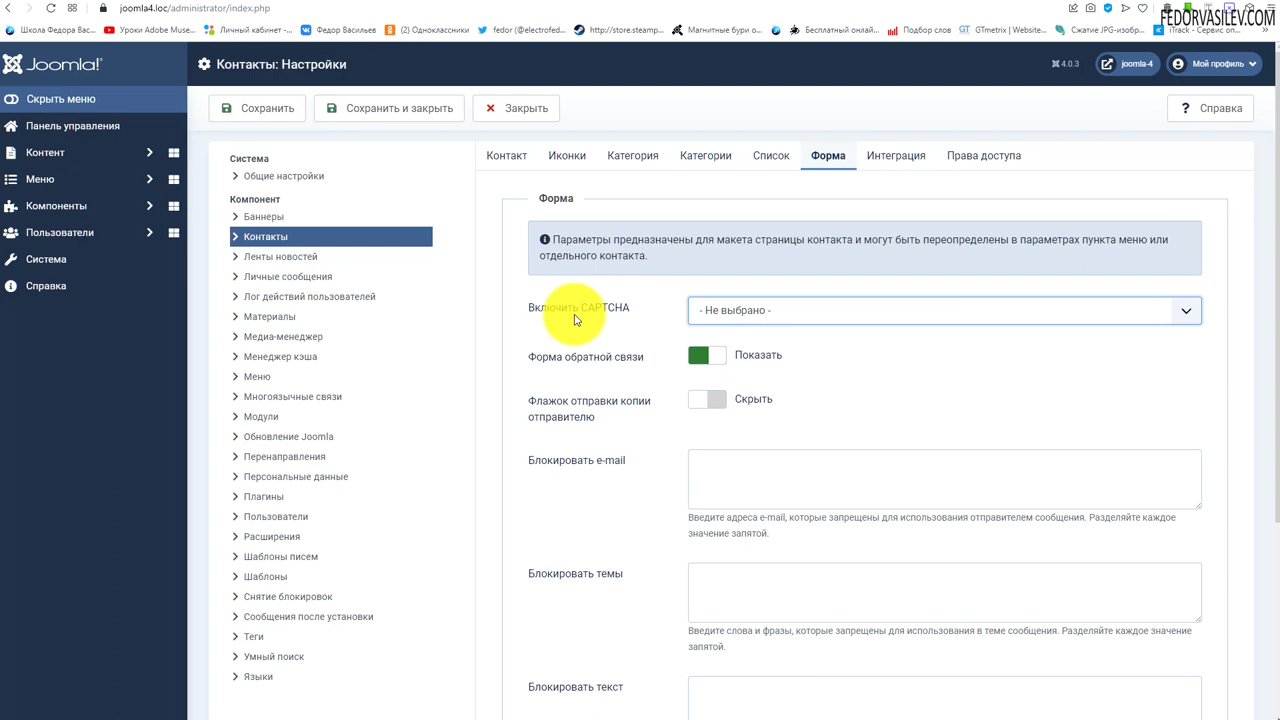 joomla4.loc/administrator/index.php
FEDORVASILEV.COM
Школа Федора Вас...
Уроки Adobe Muse...
Личный кабинет -...
Федор Васильев
(2) Одноклассники
fedor (@electrofed...
http://store.steamp...
Магнитные бури о...
Бесплатный онлай...
Подбор слов
GTmetrix | Website...
Сжатие JPG-изобр...
iTrack - Сервис оп...
Joomla!
Контакты: Настройки
4.0.3
joomla-4
Мой профиль
Скрыть меню
Панель управления
Контент
Меню
Компоненты
Пользователи
Система
Справка
Сохранить
Сохранить и закрыть
Закрыть
Справка
Система
Общие настройки
Компонент
Баннеры
Контакты
Ленты новостей
Личные сообщения
Лог действий пользователей
Материалы
Медиа-менеджер
Менеджер кэша
Меню
Многоязычные связи
Модули
Обновление Joomla
Перенаправления
Персональные данные
Плагины
Пользователи
Расширения
Шаблоны писем
Шаблоны
Снятие блокировок
Сообщения после установки
Теги
Умный поиск
Языки
Контакт
Иконки
Категория
Категории
Список
Форма
Интеграция
Права доступа
Форма
Параметры предназначены для макета страницы контакта и могут быть переопределены в параметрах пункта меню или
отдельного контакта.
Включить CAPTCHA
- Не выбрано -
Форма обратной связи
Показать
Флажок отправки копии
отправителю
Скрыть
Блокировать e-mail
Введите адреса e-mail, которые запрещены для использования отправителем сообщения. Разделяйте каждое
значение запятой.
Блокировать темы
Введите слова и фразы, которые запрещены для использования в теме сообщения. Разделяйте каждое значение
запятой.
Блокировать текст